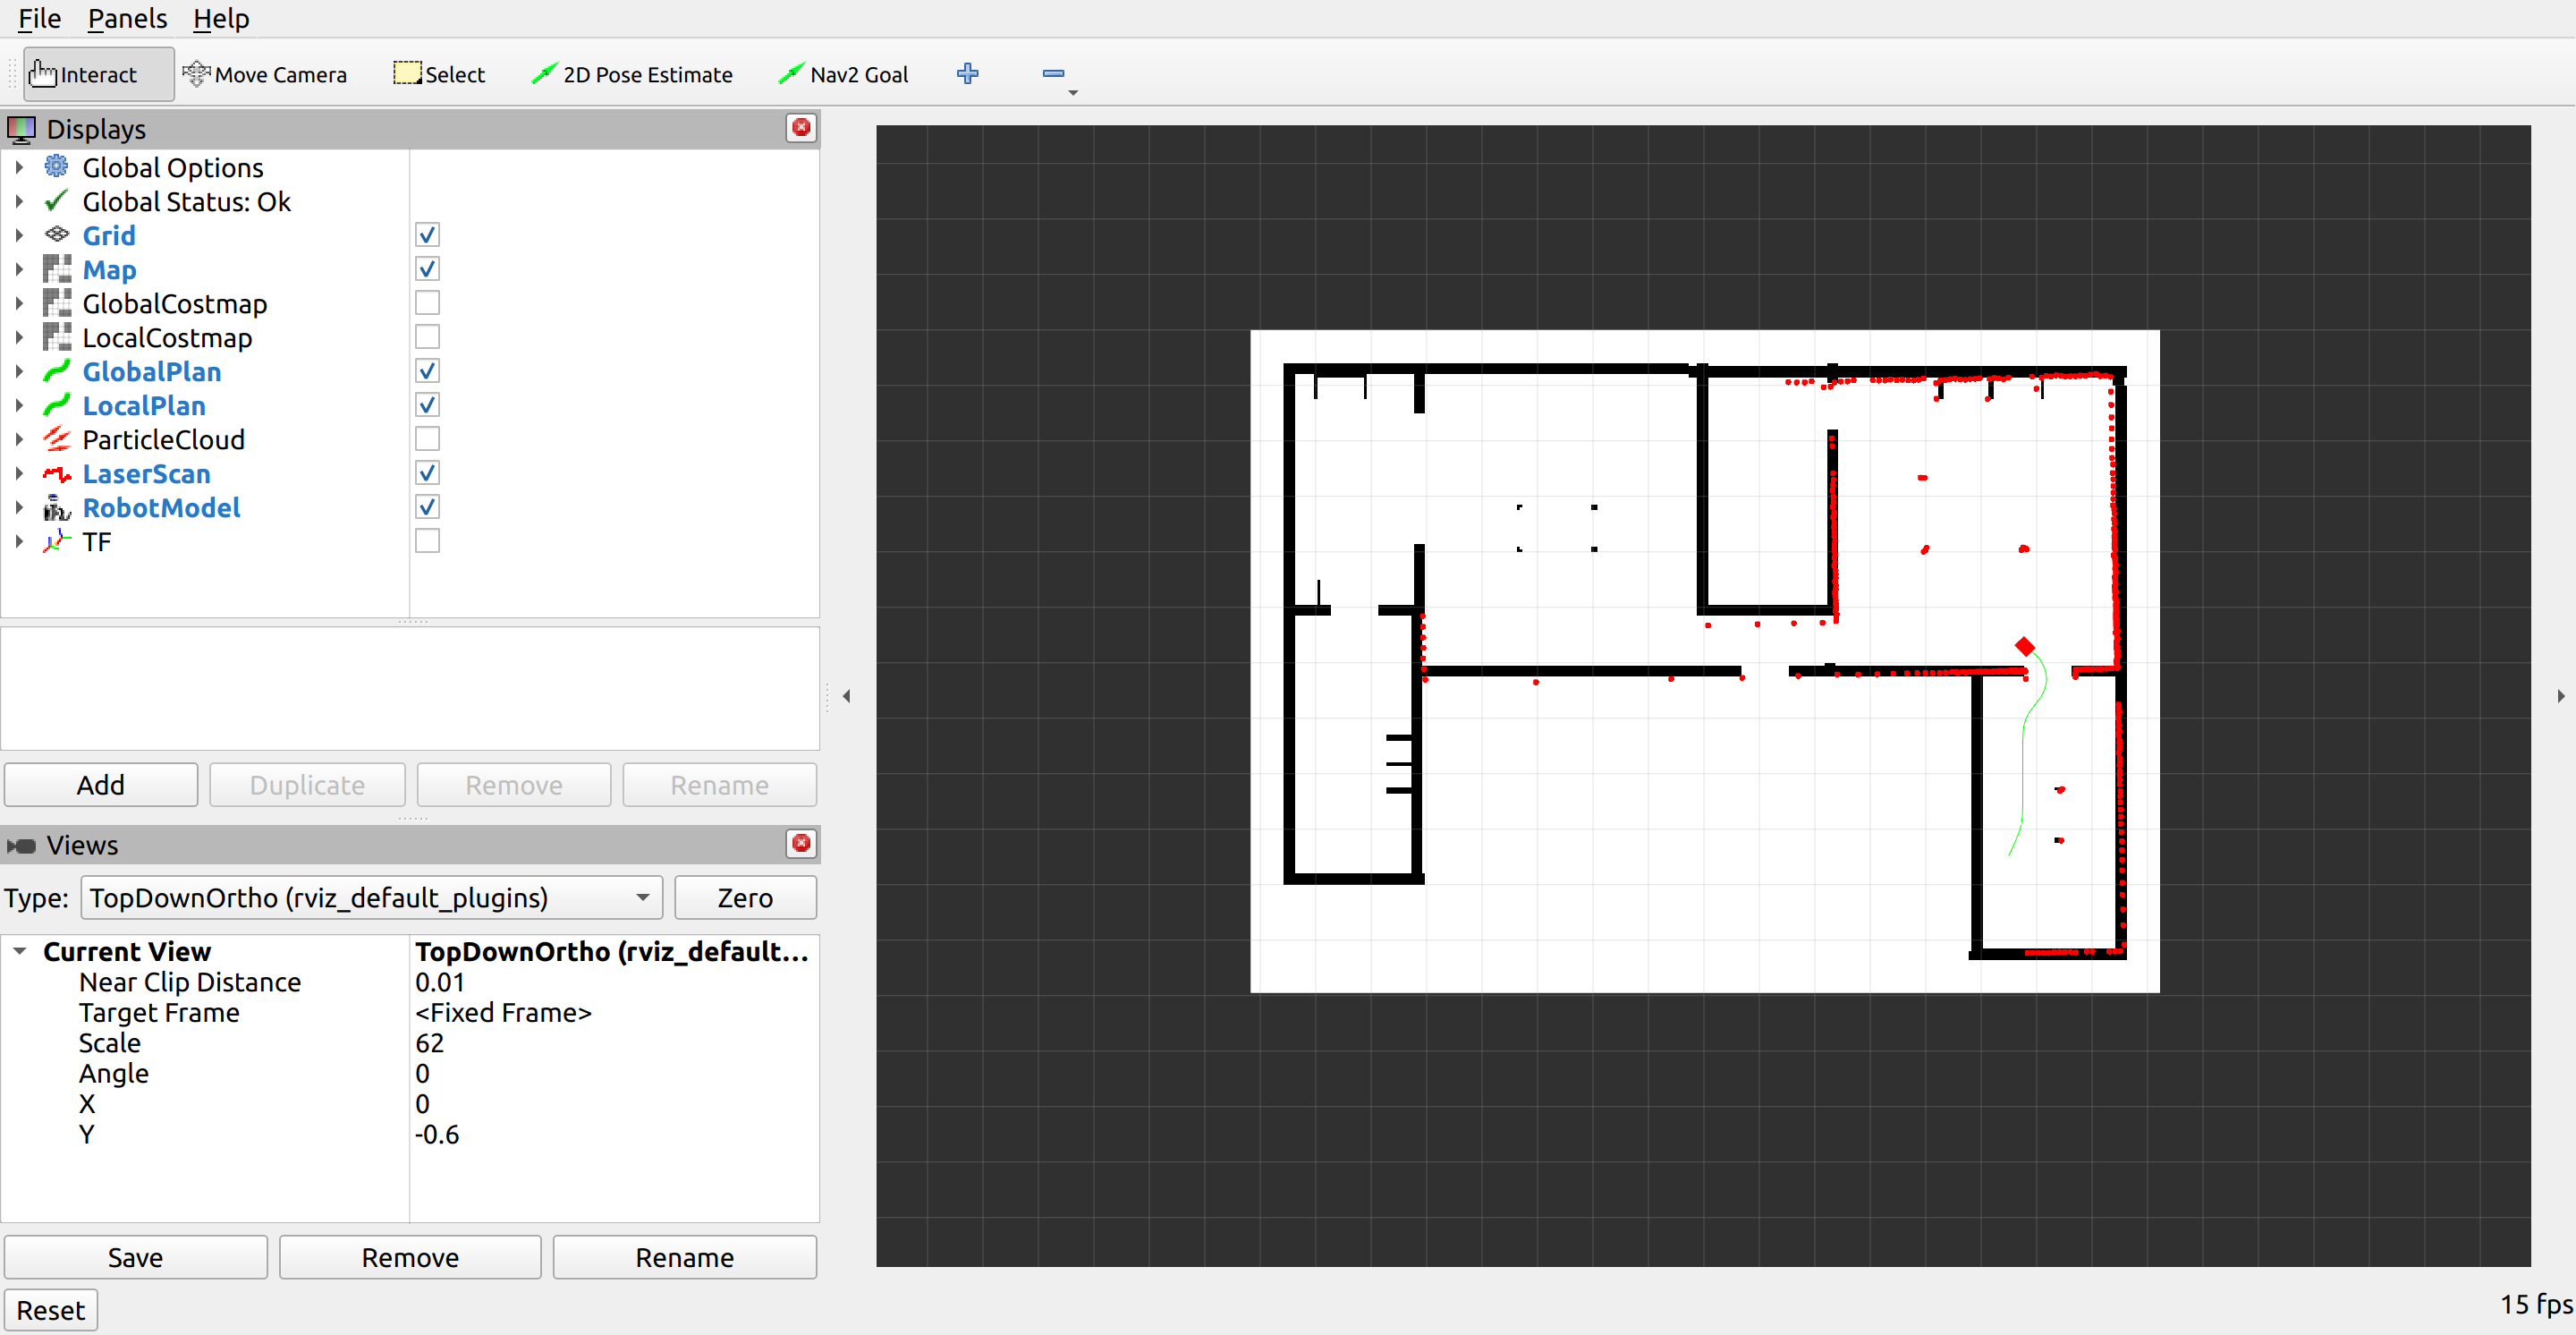 File Panels Help
Interact Move Camera Select 2D Pose Estimate Nav2 Goal
Displays
Global Options
Global Status: Ok
Grid
Map
GlobalCostmap
LocalCostmap
GlobalPlan
LocalPlan
ParticleCloud
LaserScan
RobotModel
TF
Add Duplicate Remove Rename
Views
Type: TopDownOrtho (rviz_default_plugins) Zero
Current View TopDownOrtho (rviz_default...
Near Clip Distance 0.01
Target Frame <Fixed Frame>
Scale 62
Angle 0
X 0
Y -0.6
Save Remove Rename
Reset
15 fps